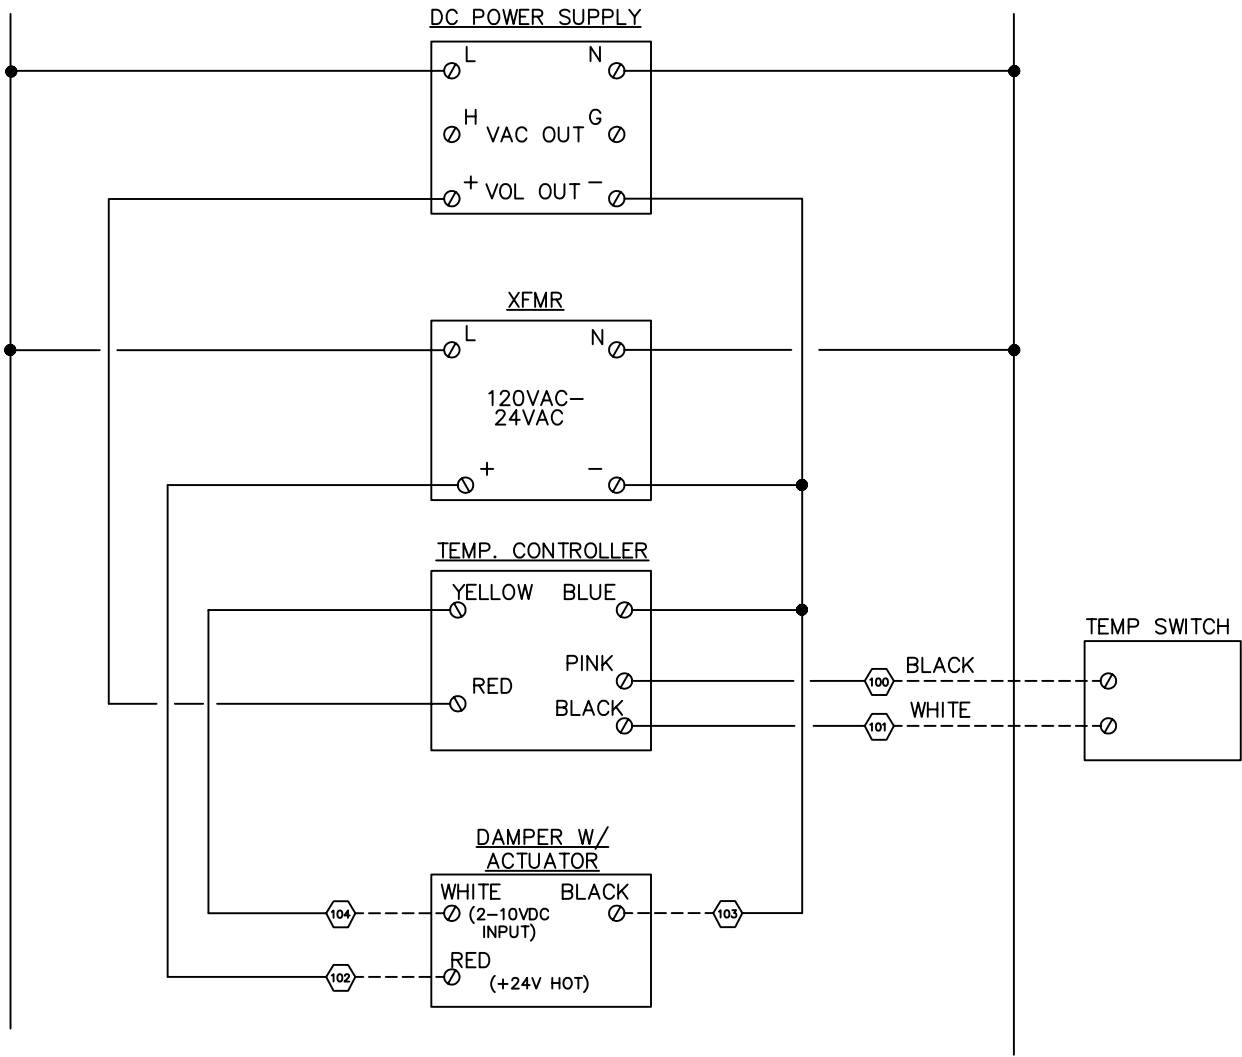 DC POWER SUPPLY
L N
H VAC OUT G
+ VOL OUT −
XFMR
L N
120VAC−
24VAC
+ −
TEMP. CONTROLLER
YELLOW BLUE
TEMP SWITCH
PINK
100 BLACK
RED
BLACK
101 WHITE
DAMPER W/
ACTUATOR
WHITE BLACK
104 (2−10VDC 103
INPUT)
RED
102 (+24V HOT)